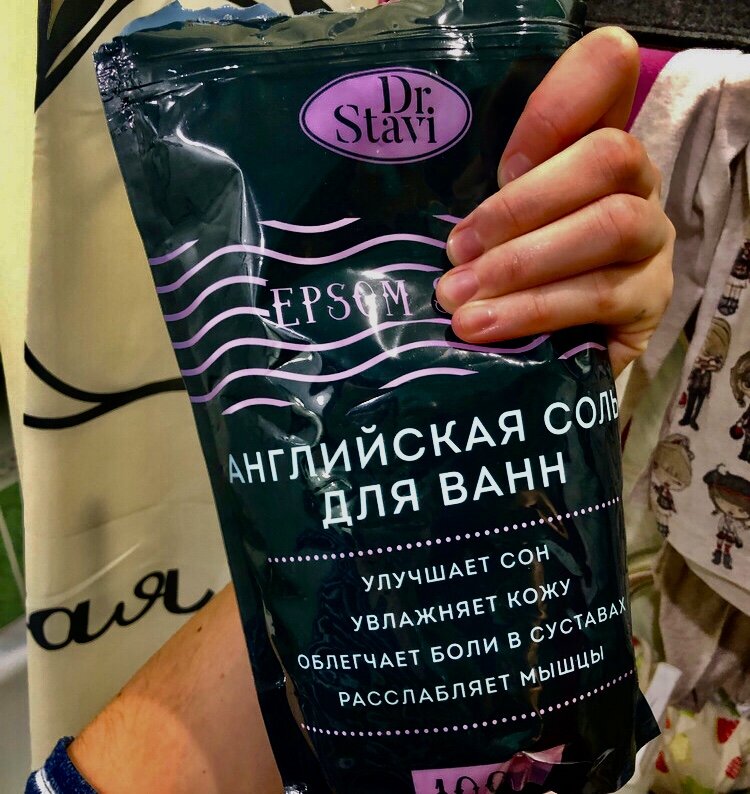 Dr.
Stavi
EPSOM
АНГЛИЙСКАЯ СОЛЬ
ДЛЯ ВАНН
УЛУЧШАЕТ СОН
УВЛАЖНЯЕТ КОЖУ
ОБЛЕГЧАЕТ БОЛИ В СУСТАВАХ
РАССЛАБЛЯЕТ МЫШЦЫ